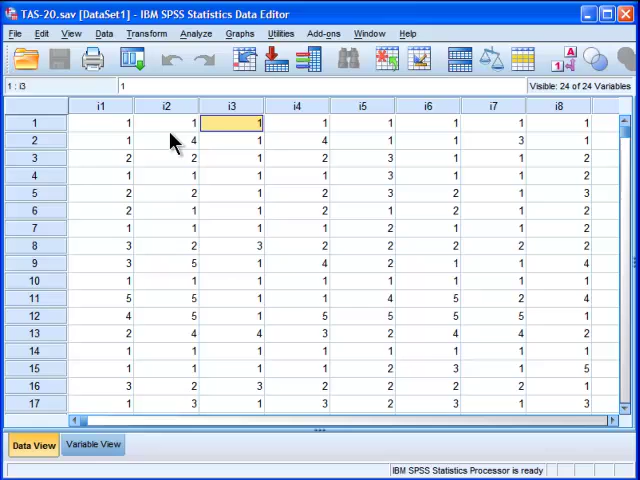 TAS-20.sav [DataSet1] - IBM SPSS Statistics Data Editor
File Edit View Data Transform Analyze Graphs Utilities Add-ons Window Help
A
1 4
1 : i3 1 Visible: 24 of 24 Variables
i1 i2 i3 i4 i5 i6 i7 i8
1 1 1 1 1 1 1 1 1
2 1 4 1 4 1 1 3 1
3 2 2 1 2 3 1 1 2
4 1 1 1 1 3 1 1 2
5 2 2 1 2 3 2 1 3
6 2 1 1 2 1 2 1 2
7 1 1 1 1 2 1 1 2
8 3 2 3 2 2 2 2 2
9 3 5 1 4 2 1 1 4
10 1 1 1 1 1 1 1 1
11 5 5 1 1 4 5 2 4
12 4 5 1 5 5 5 5 1
13 2 4 4 3 2 4 4 2
14 1 1 1 1 1 1 1 1
15 1 1 1 1 2 3 1 5
16 3 2 3 2 2 2 2 1
17 1 3 1 3 2 3 1 3
Data View Variable View
IBM SPSS Statistics Processor is ready